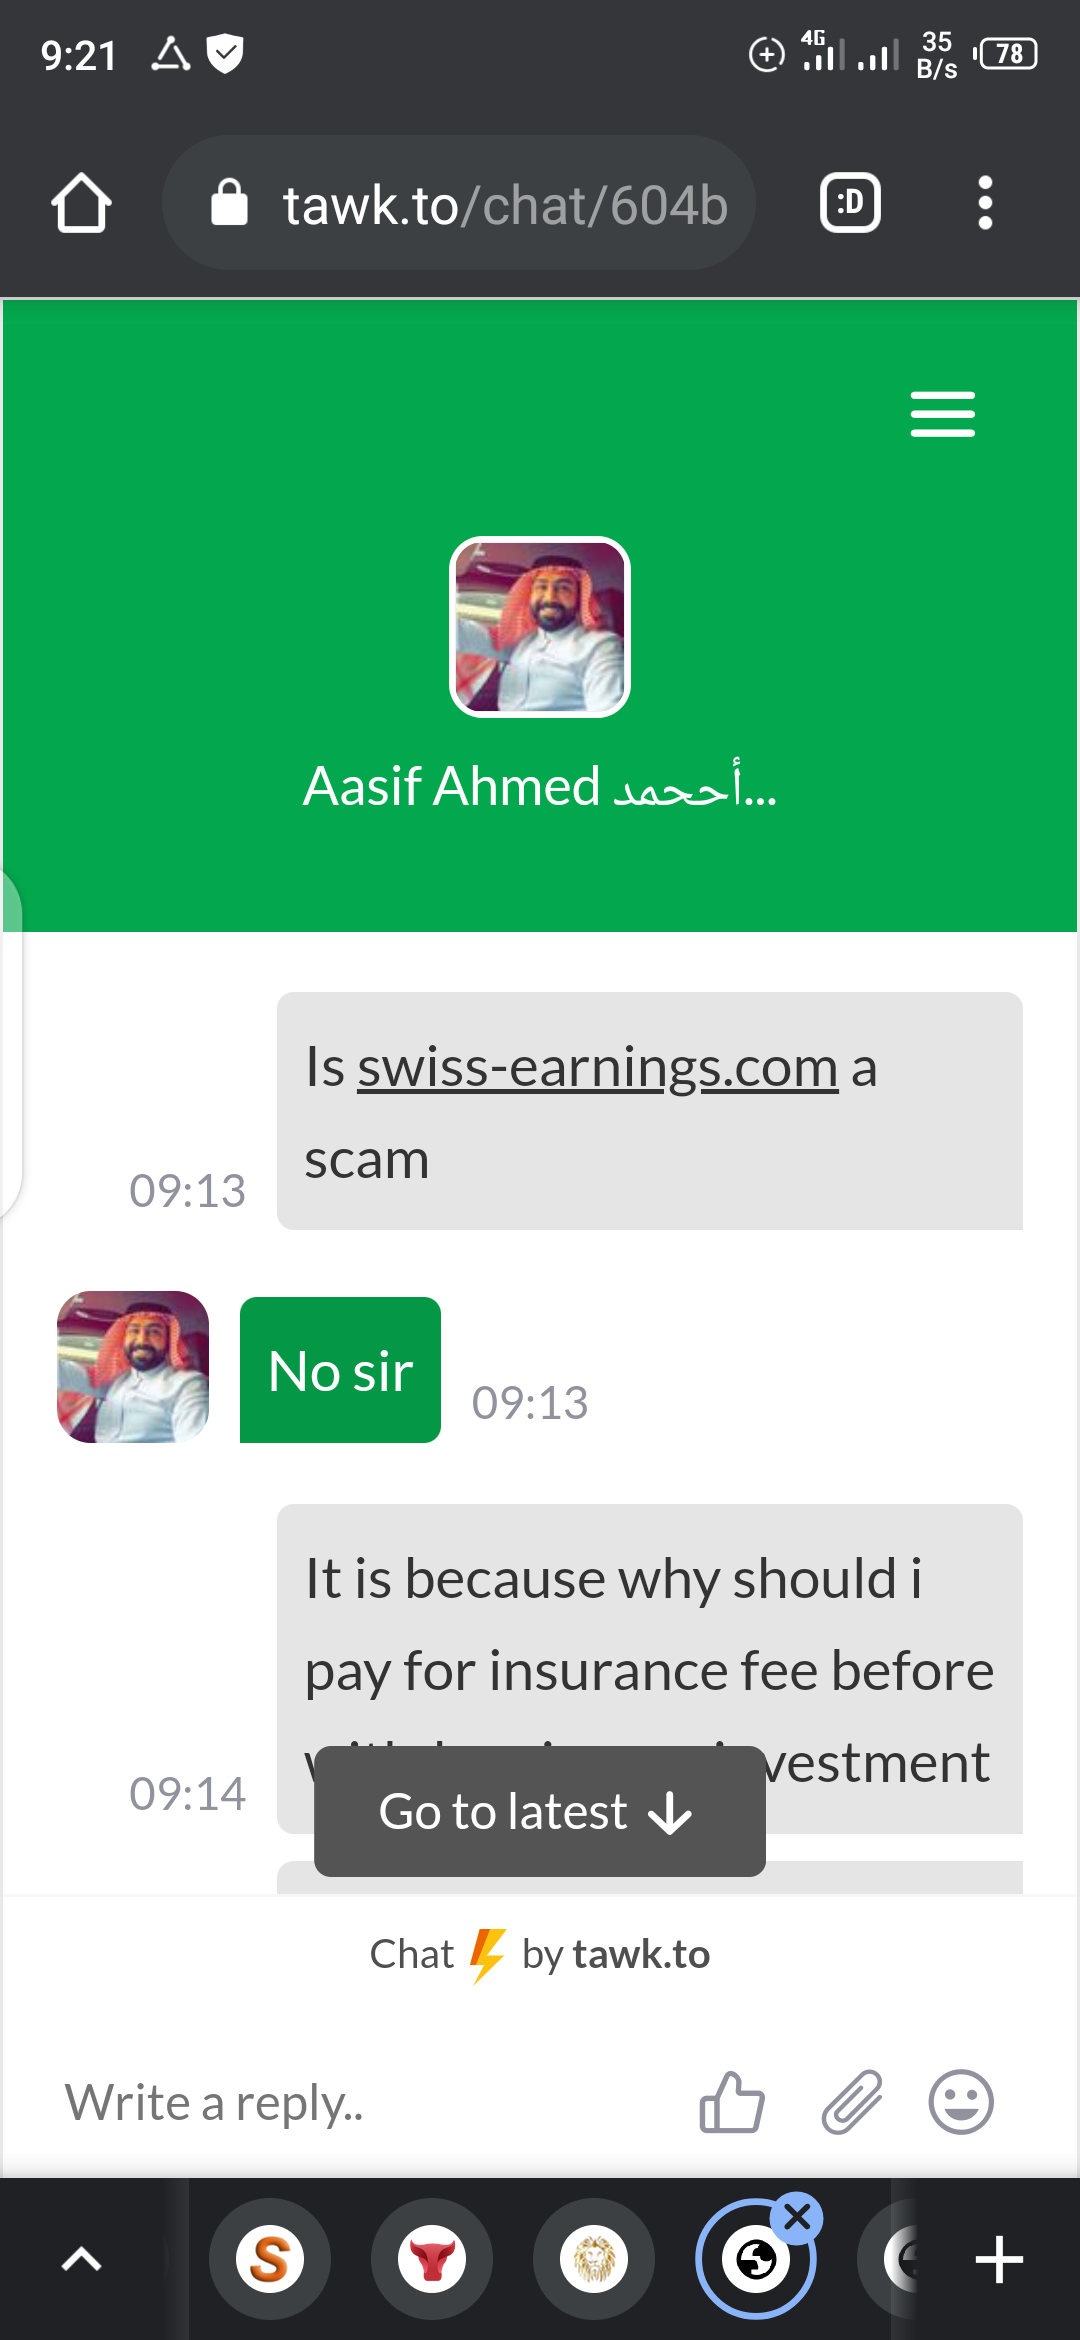 9:21
4G
35
B/s
78
tawk.to/chat/604b
:D
Aasif Ahmed أححمد...
Is swiss-earnings.com a
scam
09:13
No sir
09:13
It is because why should i
pay for insurance fee before
vestment
09:14
Go to latest
Chat by tawk.to
Write a reply..
S